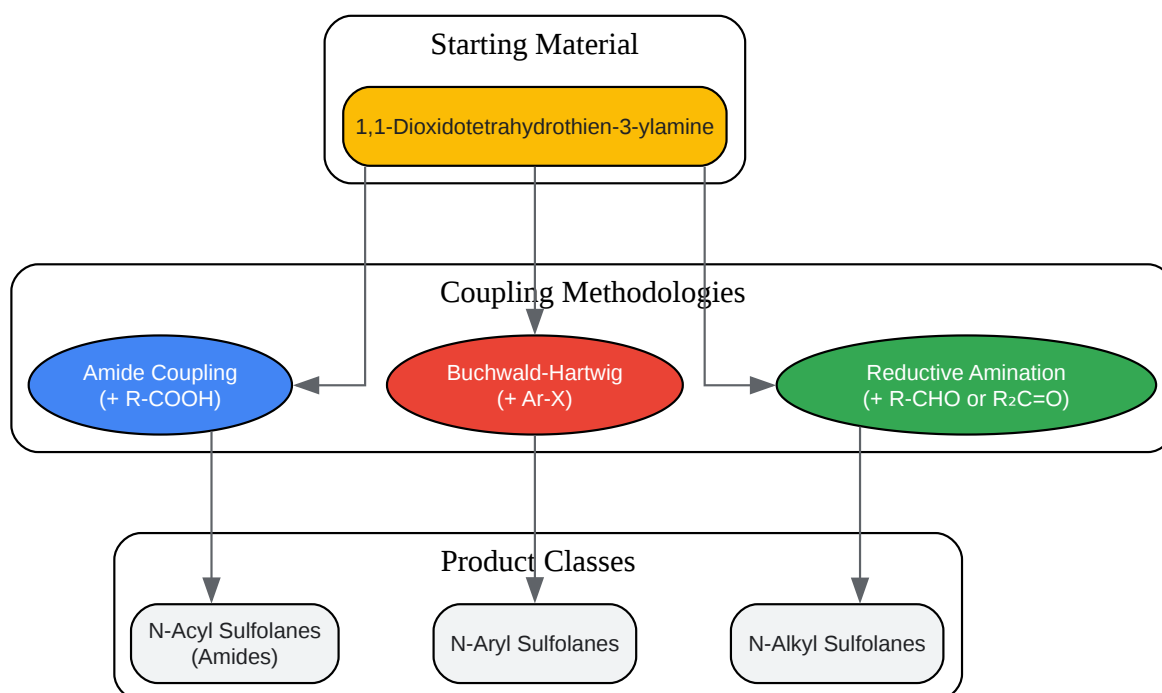 Starting Material
1,1-Dioxidotetrahydrothien-3-ylamine
Coupling Methodologies
Amide Coupling
(+ R-COOH)
Buchwald-Hartwig
(+ Ar-X)
Reductive Amination
(+ R-CHO or R₂C=O)
Product Classes
N-Acyl Sulfolanes
(Amides)
N-Aryl Sulfolanes
N-Alkyl Sulfolanes